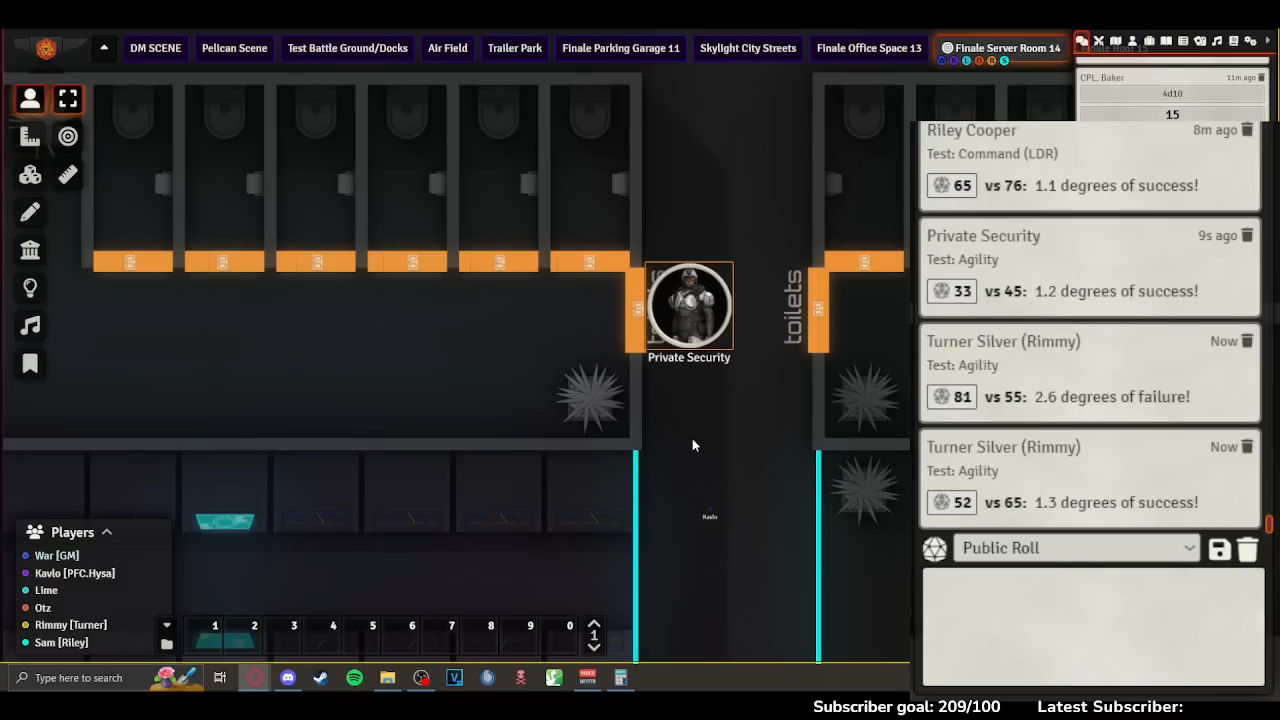 DM SCENE
Pelican Scene
Test Battle Ground/Docks
Air Field
Trailer Park
Finale Parking Garage 11
Skylight City Streets
Finale Office Space 13
Finale Server Room 14
W K L O R S
CPL. Baker
11m ago
4d10
15
Riley Cooper
8m ago
Test: Command (LDR)
65 vs 76: 1.1 degrees of success!
Private Security
9s ago
Test: Agility
33 vs 45: 1.2 degrees of success!
Turner Silver (Rimmy)
Now
Test: Agility
81 vs 55: 2.6 degrees of failure!
Turner Silver (Rimmy)
Now
Test: Agility
52 vs 65: 1.3 degrees of success!
Public Roll
toilets
Private Security
Kavlo
Players
War [GM]
Kavlo [PFC.Hysa]
Lime
Otz
Rimmy [Turner]
Sam [Riley]
1 2 3 4 5 6 7 8 9 0
1
Type here to search
Subscriber goal: 209/100
Latest Subscriber: